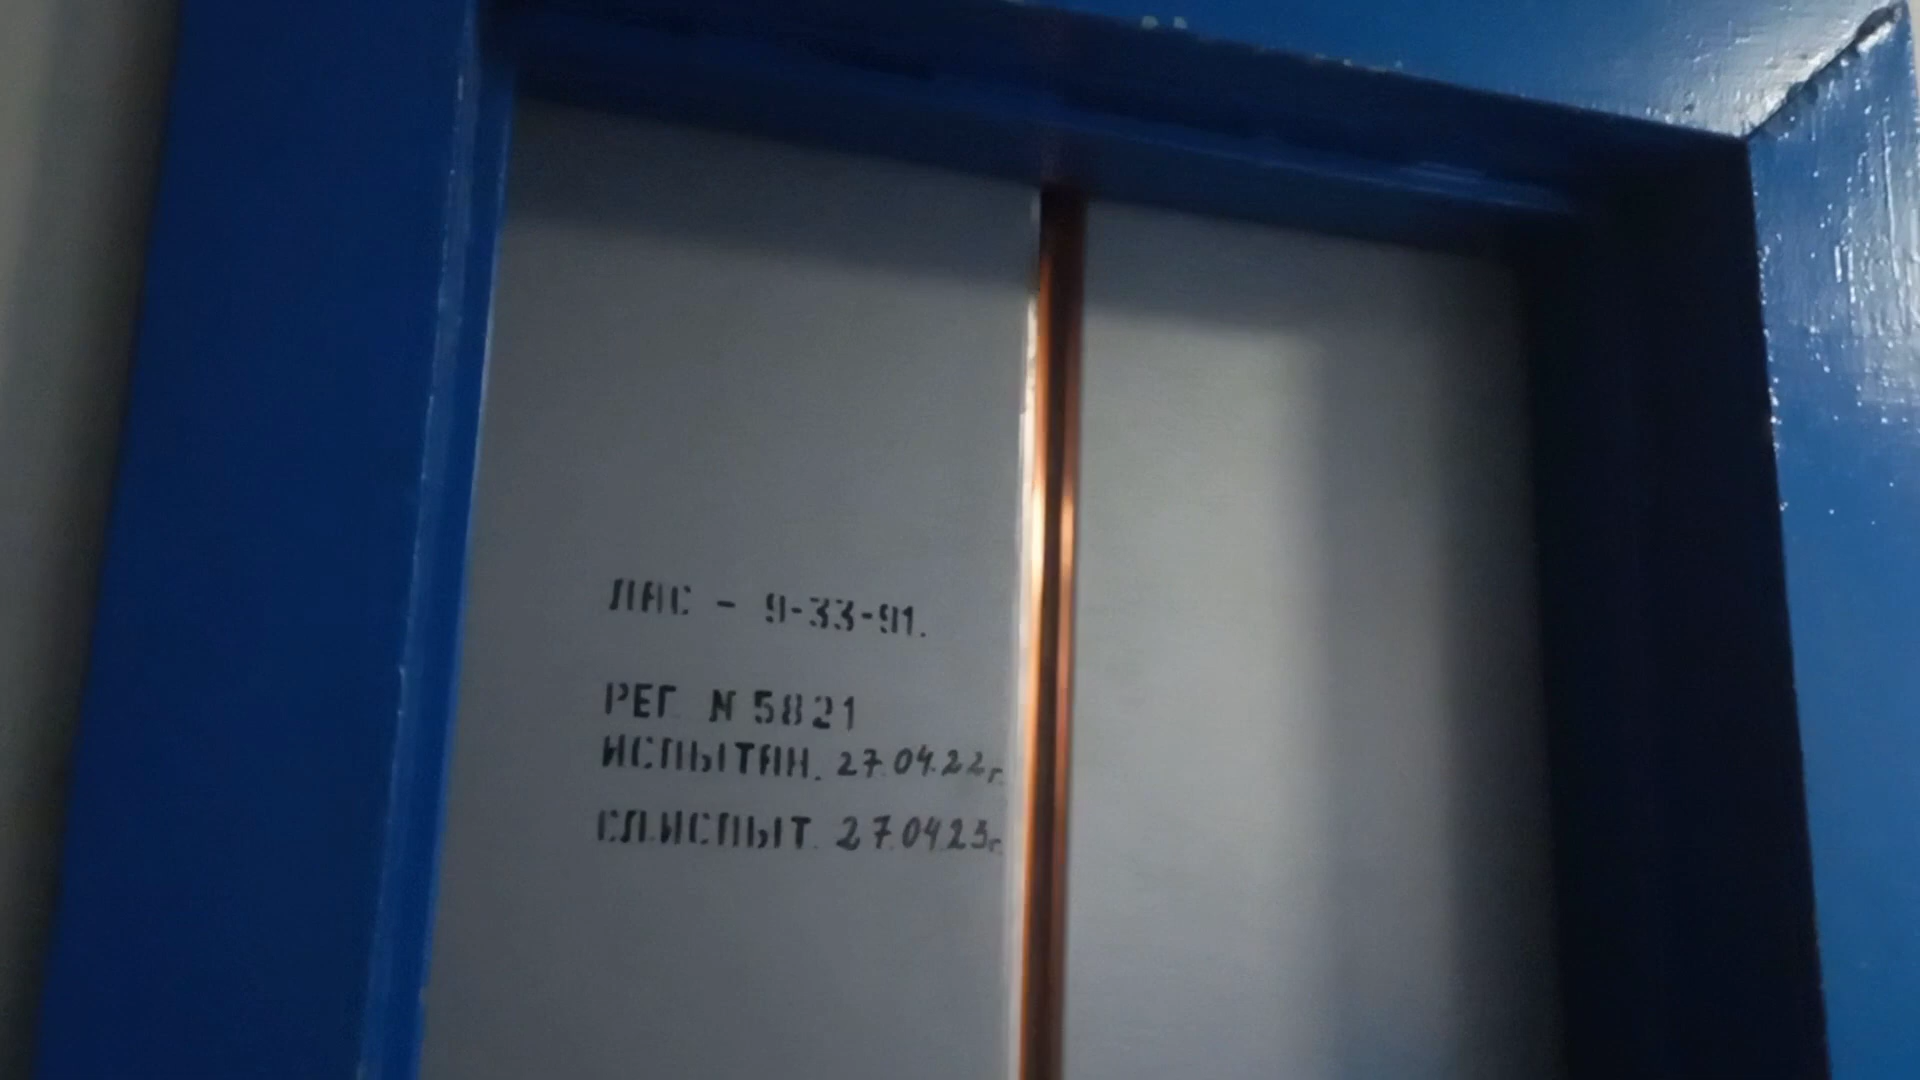 ЛАС - 9-33-91.
РЕГ N 5821
ИСПЫТАН. 27.04.22г.
СЛ.ИСПЫТ. 27.04.23г.